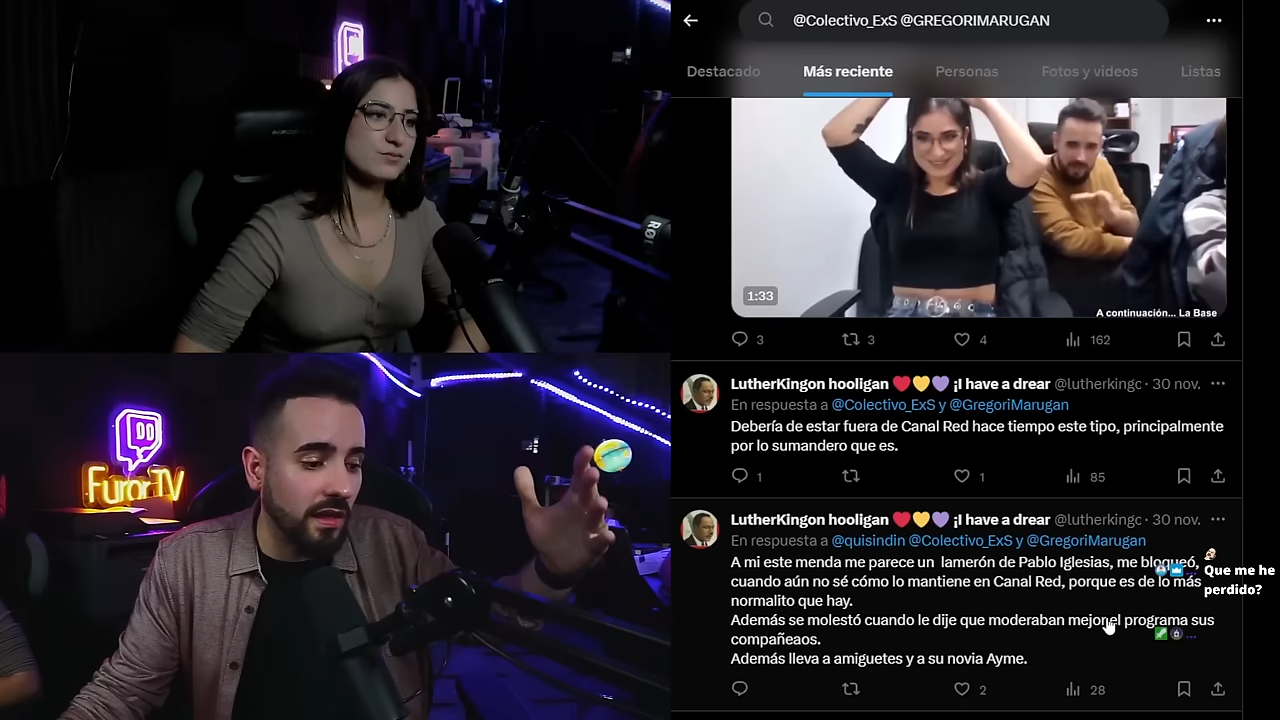 @Colectivo_ExS @GREGORIMARUGAN
Destacado
Más reciente
Personas
Fotos y videos
Listas
1:33
A continuación... La Base
3
3
4
162
LutherKingon hooligan ❤️💛💜 ¡I have a drear @lutherkingc · 30 nov.
En respuesta a @Colectivo_ExS y @GregoriMarugan
Debería de estar fuera de Canal Red hace tiempo este tipo, principalmente
por lo sumandero que es.
1
1
85
LutherKingon hooligan ❤️💛💜 ¡I have a drear @lutherkingc · 30 nov.
En respuesta a @quisindin @Colectivo_ExS y @GregoriMarugan
A mi este menda me parece un lamerón de Pablo Iglesias, me bloqueó,
cuando aún no sé cómo lo mantiene en Canal Red, porque es de lo más
normalito que hay.
Además se molestó cuando le dije que moderaban mejor el programa sus
compañeaos.
Además lleva a amiguetes y a su novia Ayme.
2
28
Que me he
perdido?
FurorTV
RØDE